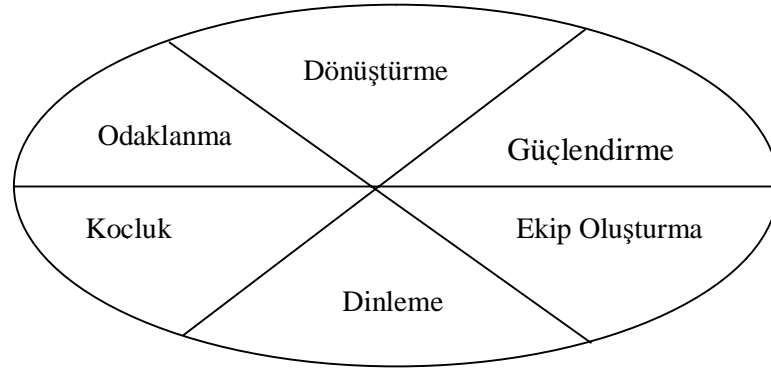 Dönüştürme
Odaklanma
Güçlendirme
Kocluk
Ekip Oluşturma
Dinleme